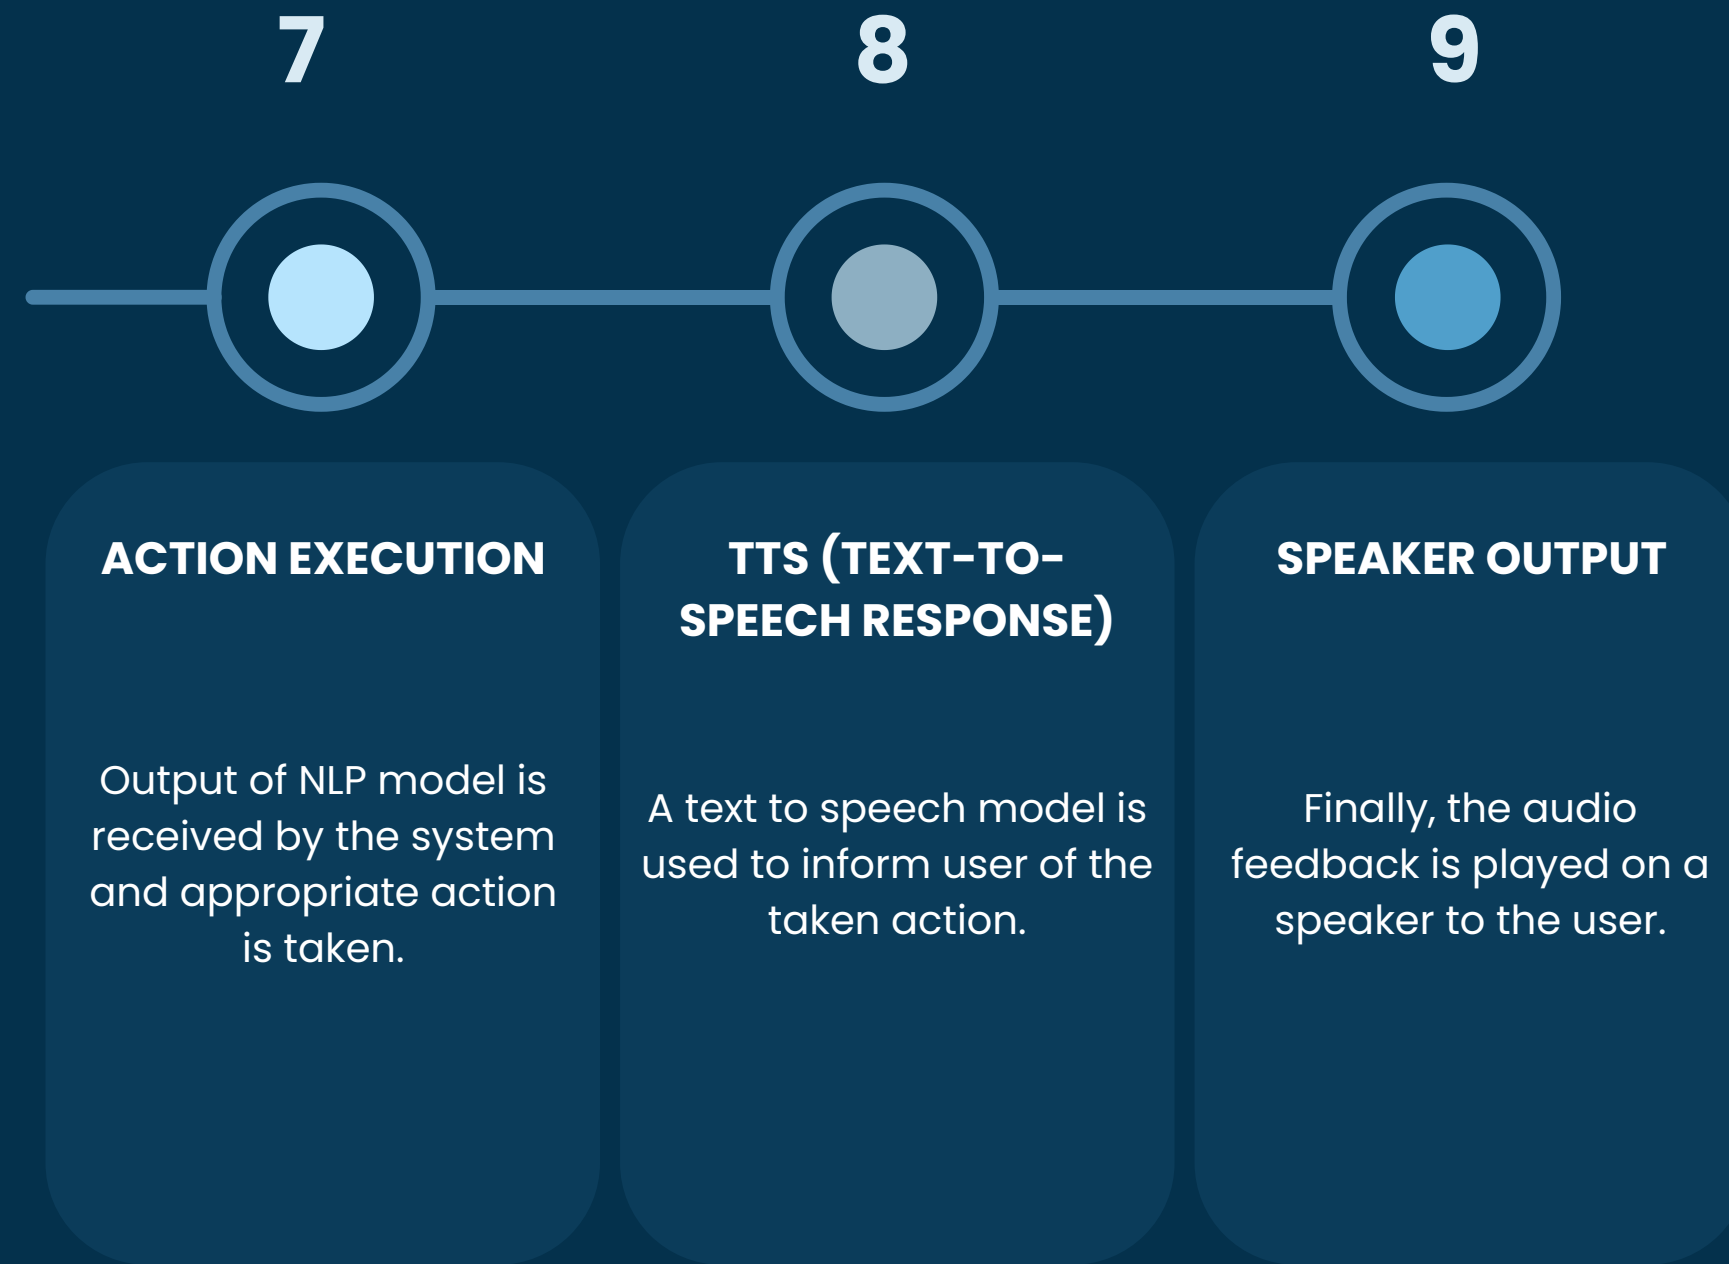 7
8
9
ACTION EXECUTION
Output of NLP model is
received by the system
and appropriate action
is taken.
TTS (TEXT-TO-
SPEECH RESPONSE)
A text to speech model is
used to inform user of the
taken action.
SPEAKER OUTPUT
Finally, the audio
feedback is played on a
speaker to the user.